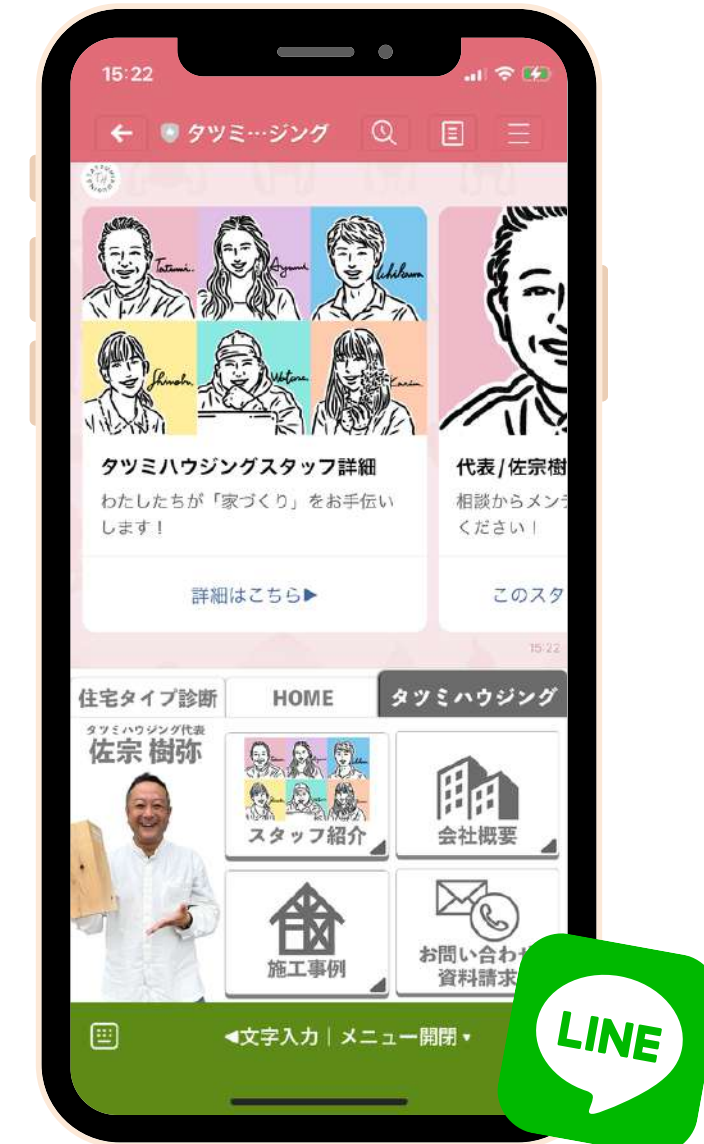 15:22
タツミ…ジング
Tatsumi.
Ayumi
Ichikawa
Wataru
Karin
タツミハウジングスタッフ詳細
わたしたちが「家づくり」をお手伝い
します！
詳細はこちら▶
代表/佐宗樹
相談からメンテ
ください！
このスタ
15:22
住宅タイプ診断
HOME
タツミハウジング
タツミハウジング代表
佐宗 樹弥
スタッフ紹介
会社概要
施工事例
お問い合わせ
資料請求
◀文字入力｜メニュー開閉▼
LINE